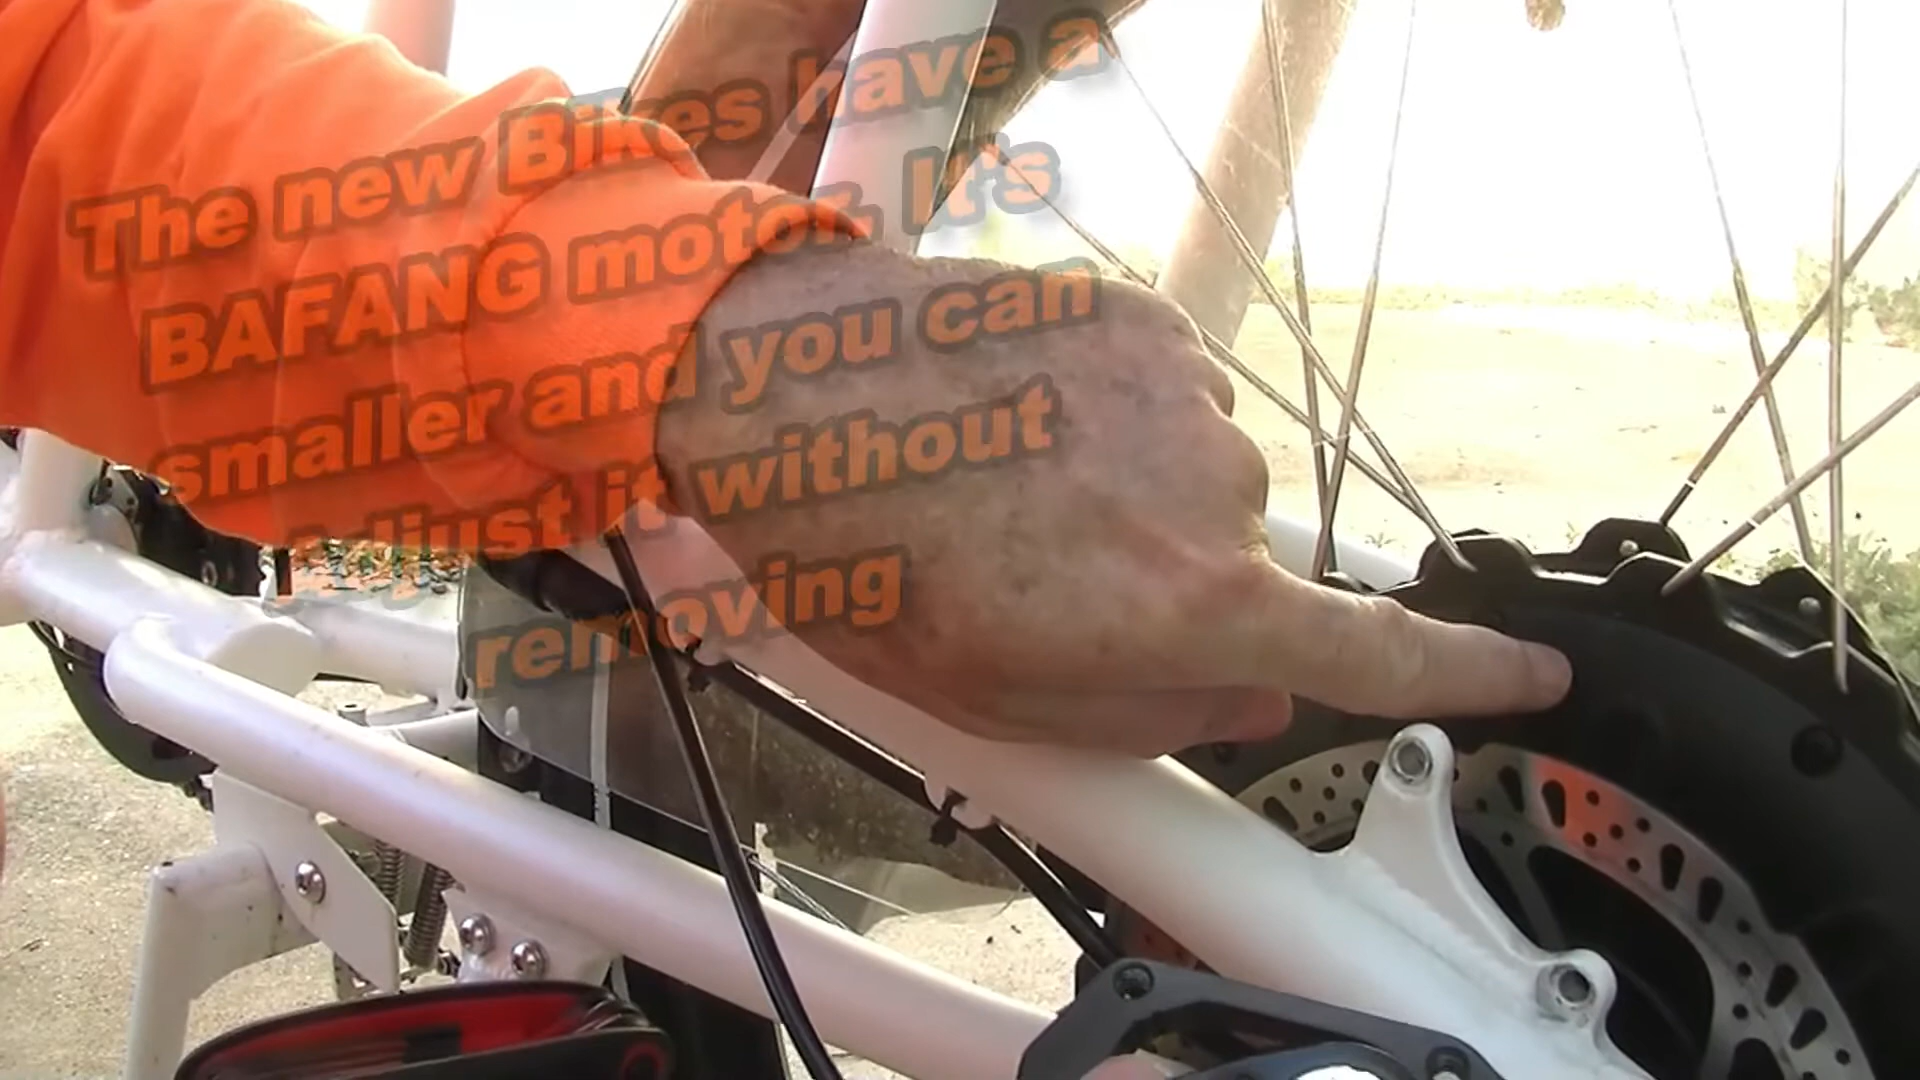 The new Bikes have a
BAFANG motor. It's
smaller and you can
adjust it without
removing